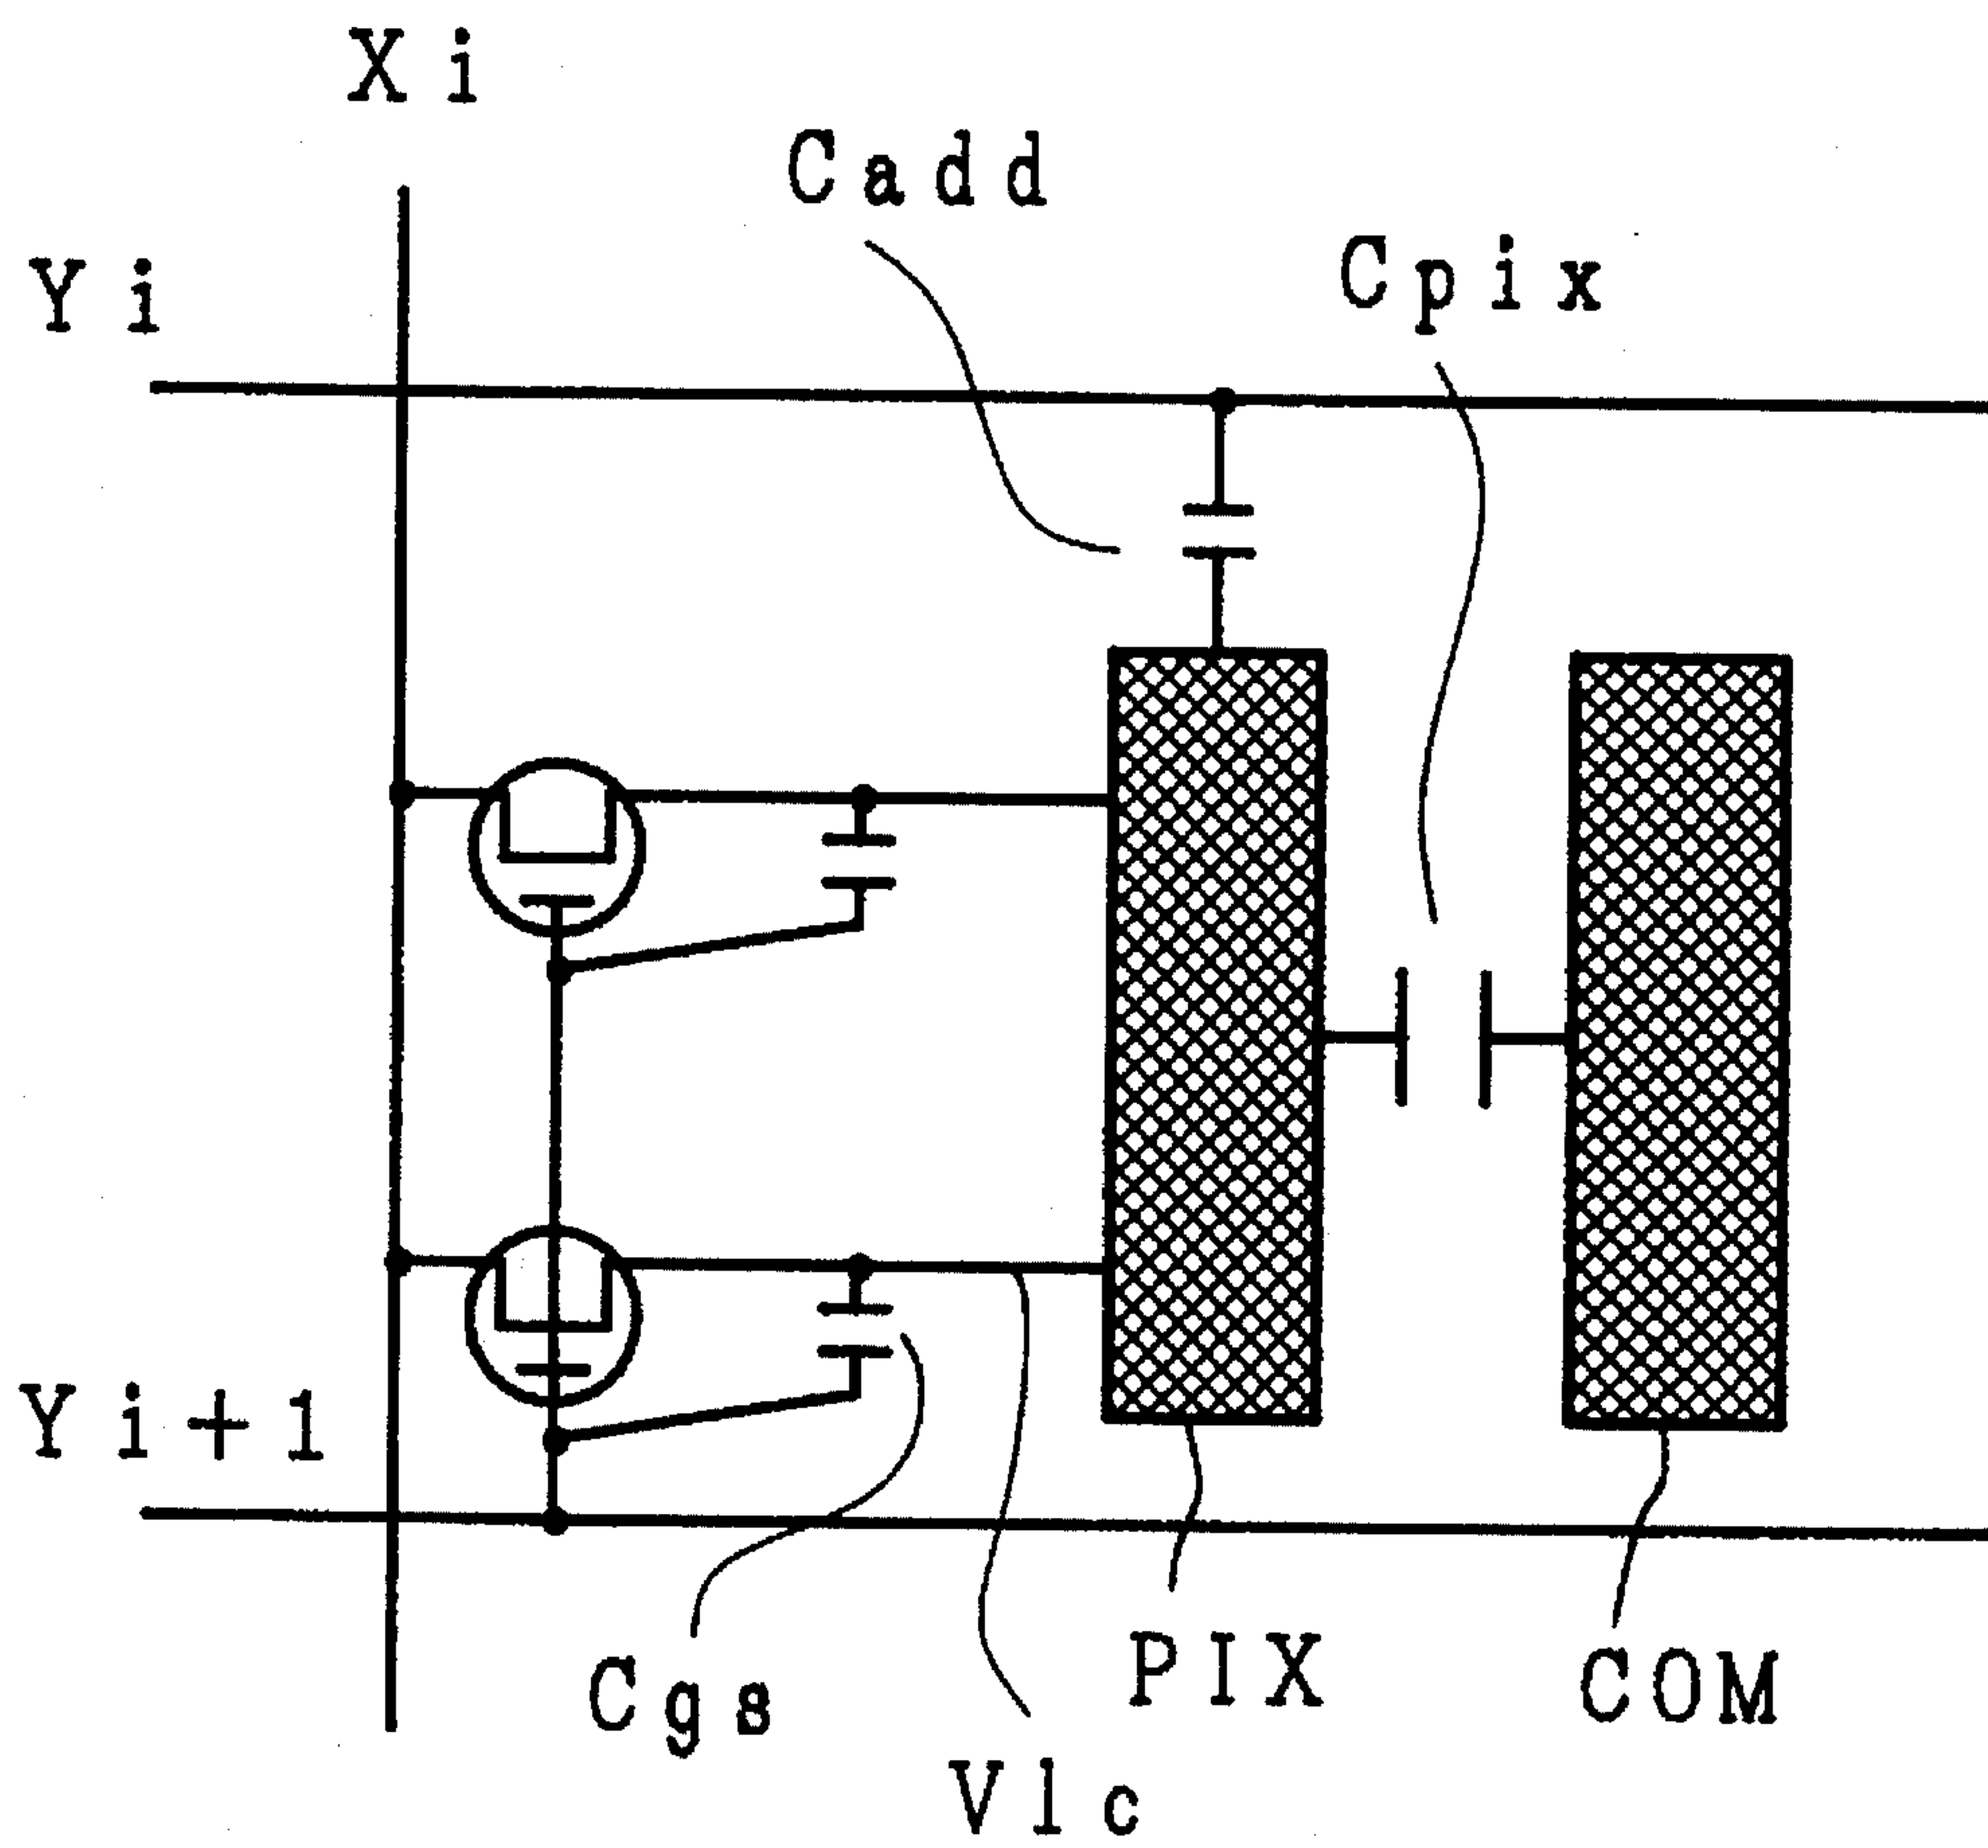 Xi
Cadd
Cpix
Yi
Yi+1
Cgs
PIX
COM
Vlc